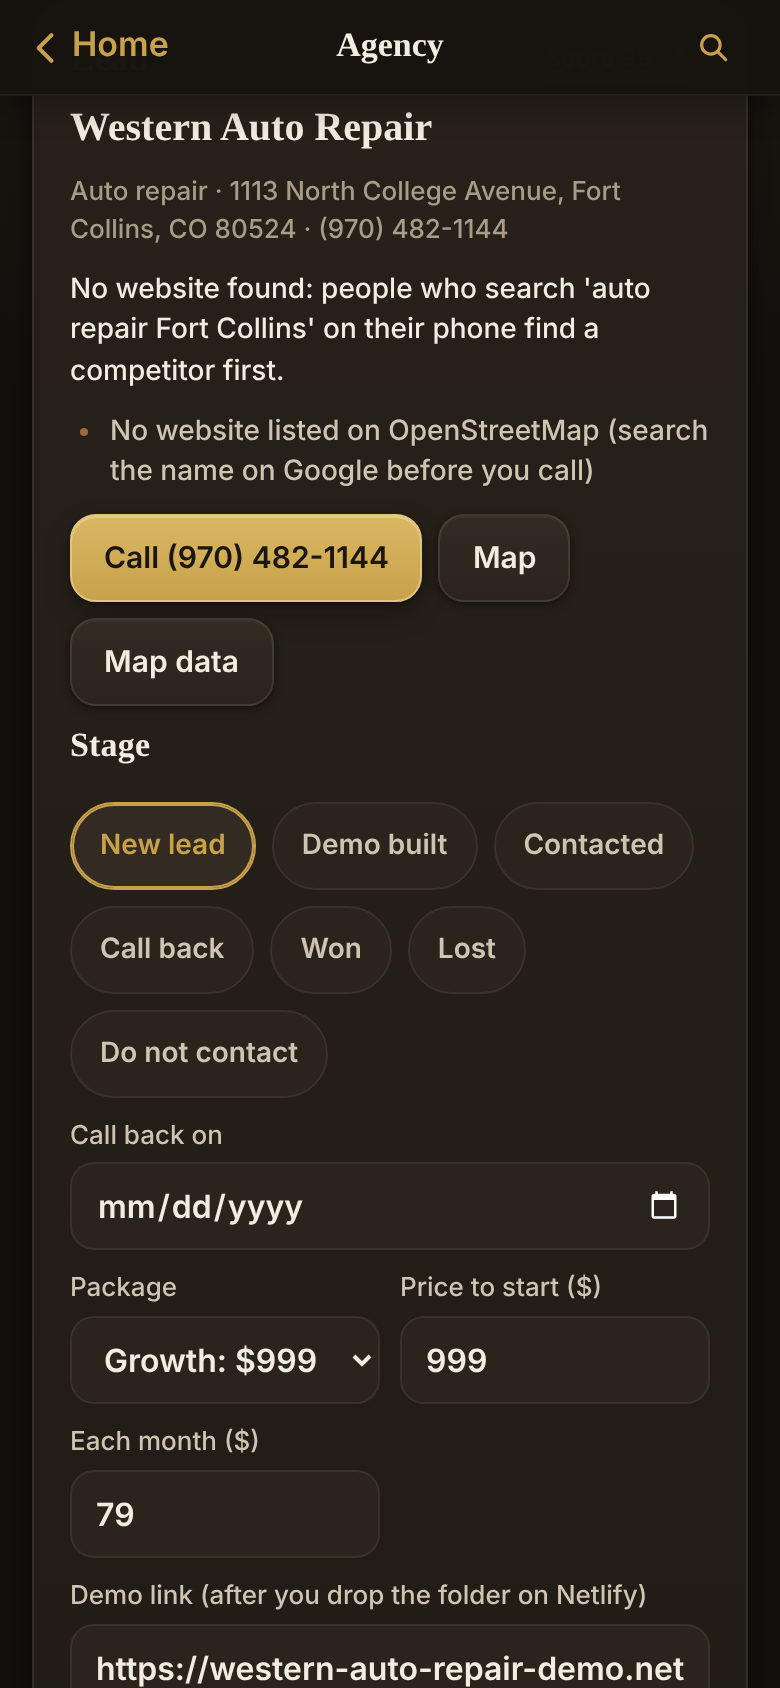 Home
Agency
Western Auto Repair
Auto repair · 1113 North College Avenue, Fort
Collins, CO 80524 · (970) 482-1144
No website found: people who search 'auto
repair Fort Collins' on their phone find a
competitor first.
• No website listed on OpenStreetMap (search
the name on Google before you call)
Call (970) 482-1144
Map
Map data
Stage
New lead
Demo built
Contacted
Call back
Won
Lost
Do not contact
Call back on
mm/dd/yyyy
Package
Price to start ($)
Growth: $999
999
Each month ($)
79
Demo link (after you drop the folder on Netlify)
https://western-auto-repair-demo.net